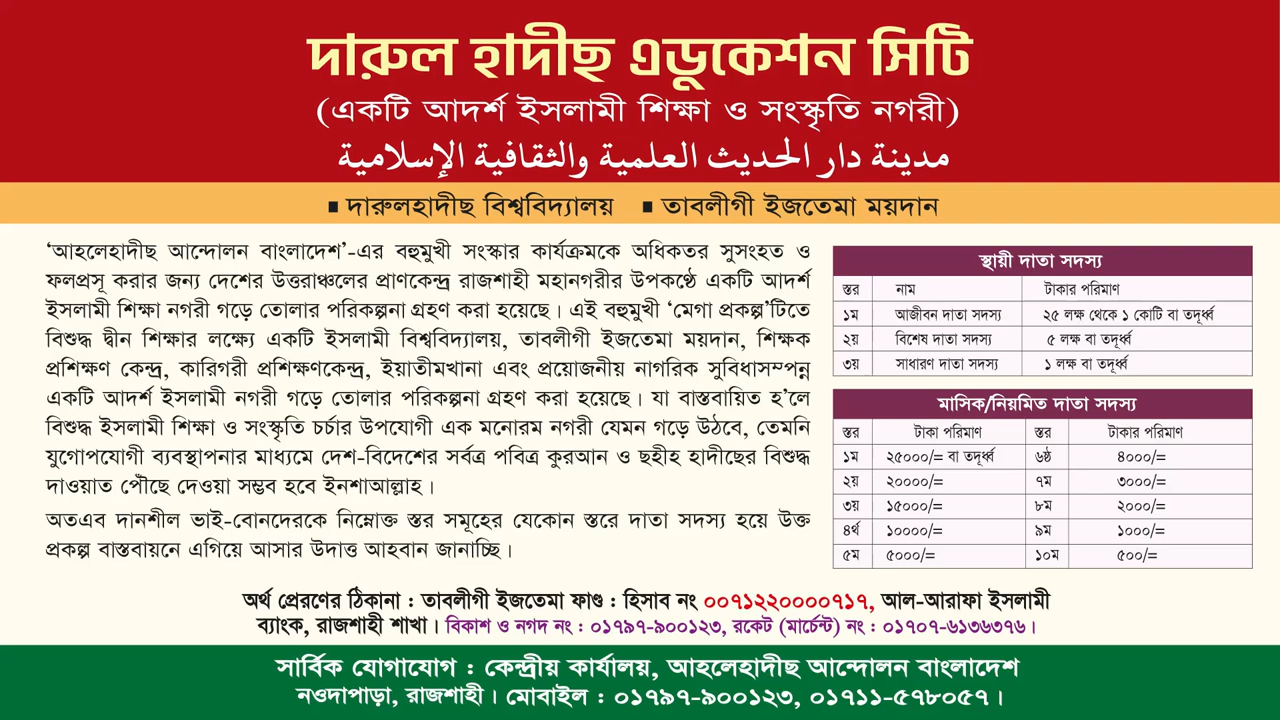 দারুল হাদীছ এডুকেশন সিটি
(একটি আদর্শ ইসলামী শিক্ষা ও সংস্কৃতি নগরী)
مدينة دار الحديث العلمية والثقافية الإسلامية
■ দারুলহাদীছ বিশ্ববিদ্যালয় ■ তাবলীগী ইজতেমা ময়দান
‘আহলেহাদীছ আন্দোলন বাংলাদেশ’-এর বহুমুখী সংস্কার কার্যক্রমকে অধিকতর সুসংহত ও
ফলপ্রসূ করার জন্য দেশের উত্তরাঞ্চলের প্রাণকেন্দ্র রাজশাহী মহানগরীর উপকণ্ঠে একটি আদর্শ
ইসলামী শিক্ষা নগরী গড়ে তোলার পরিকল্পনা গ্রহণ করা হয়েছে। এই বহুমুখী ‘মেগা প্রকল্প’টিতে
বিশুদ্ধ দ্বীন শিক্ষার লক্ষ্যে একটি ইসলামী বিশ্ববিদ্যালয়, তাবলীগী ইজতেমা ময়দান, শিক্ষক
প্রশিক্ষণ কেন্দ্র, কারিগরী প্রশিক্ষণকেন্দ্র, ইয়াতীমখানা এবং প্রয়োজনীয় নাগরিক সুবিধাসম্পন্ন
একটি আদর্শ ইসলামী নগরী গড়ে তোলার পরিকল্পনা গ্রহণ করা হয়েছে। যা বাস্তবায়িত হ’লে
বিশুদ্ধ ইসলামী শিক্ষা ও সংস্কৃতি চর্চার উপযোগী এক মনোরম নগরী যেমন গড়ে উঠবে, তেমনি
যুগোপযোগী ব্যবস্থাপনার মাধ্যমে দেশ-বিদেশের সর্বত্র পবিত্র কুরআন ও ছহীহ হাদীছের বিশুদ্ধ
দাওয়াত পৌঁছে দেওয়া সম্ভব হবে ইনশাআল্লাহ।
অতএব দানশীল ভাই-বোনদেরকে নিম্নোক্ত স্তর সমূহের যেকোন স্তরে দাতা সদস্য হয়ে উক্ত
প্রকল্প বাস্তবায়নে এগিয়ে আসার উদাত্ত আহবান জানাচ্ছি।
স্থায়ী দাতা সদস্য
স্তর নাম টাকার পরিমাণ
১ম আজীবন দাতা সদস্য ২৫ লক্ষ থেকে ১ কোটি বা তদূর্ধ্ব
২য় বিশেষ দাতা সদস্য ৫ লক্ষ বা তদূর্ধ্ব
৩য় সাধারণ দাতা সদস্য ১ লক্ষ বা তদূর্ধ্ব
মাসিক/নিয়মিত দাতা সদস্য
স্তর টাকা পরিমাণ স্তর টাকার পরিমাণ
১ম ২৫০০০/= বা তদূর্ধ্ব ৬ষ্ঠ ৪০০০/=
২য় ২০০০০/= ৭ম ৩০০০/=
৩য় ১৫০০০/= ৮ম ২০০০/=
৪র্থ ১০০০০/= ৯ম ১০০০/=
৫ম ৫০০০/= ১০ম ৫০০/=
অর্থ প্রেরণের ঠিকানা : তাবলীগী ইজতেমা ফাণ্ড : হিসাব নং ০০৭১২২০০০০৭১৭, আল-আরাফা ইসলামী
ব্যাংক, রাজশাহী শাখা। বিকাশ ও নগদ নং : ০১৭৯৭-৯০০১২৩, রকেট (মার্চেন্ট) নং : ০১৭০৭-৬১৩৬৩৭৬।
সার্বিক যোগাযোগ : কেন্দ্রীয় কার্যালয়, আহলেহাদীছ আন্দোলন বাংলাদেশ
নওদাপাড়া, রাজশাহী। মোবাইল : ০১৭৯৭-৯০০১২৩, ০১৭১১-৫৭৮০৫৭।